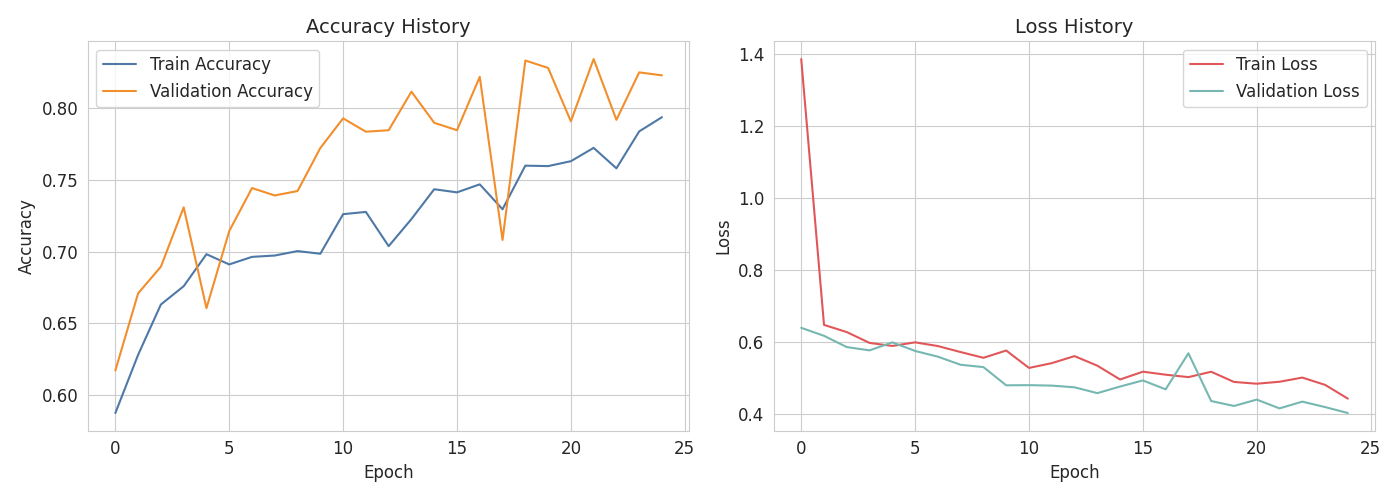 Accuracy History
Train Accuracy
Validation Accuracy
0.80
0.75
0.70
0.65
0.60
Accuracy
0 5 10 15 20 25
Epoch
Loss History
Train Loss
Validation Loss
1.4
1.2
1.0
0.8
0.6
0.4
Loss
0 5 10 15 20 25
Epoch